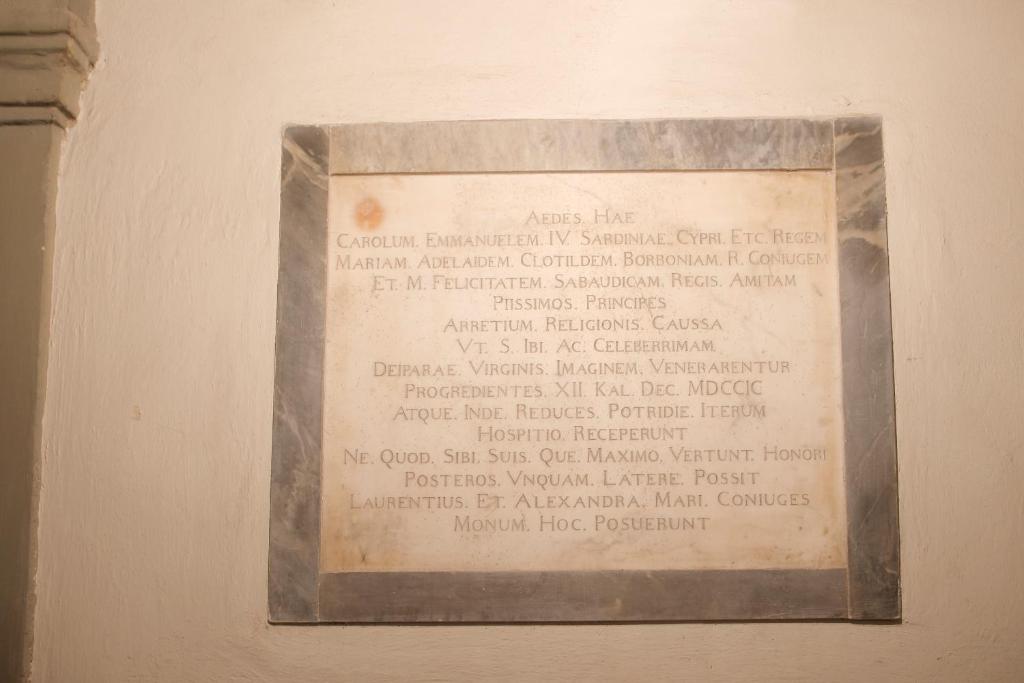 AEDES. HAE
CAROLUM. EMMANUELEM. IV. SARDINIAE. CYPRI. ETC. REGEM
MARIAM. ADELAIDEM. CLOTILDEM. BORBONIAM. R. CONIUGEM
ET. M. FELICITATEM. SABAUDICAM. REGIS. AMITAM
PIISSIMOS. PRINCIPES
ARRETIUM. RELIGIONIS. CAUSSA
VT. S. IBI. AC. CELEBERRIMAM
DEIPARAE. VIRGINIS. IMAGINEM. VENERARENTUR
PROGREDIENTES. XII. KAL. DEC. MDCCIC
ATQUE. INDE. REDUCES. POTRIDIE. ITERUM
HOSPITIO. RECEPERUNT
NE. QUOD. SIBI. SUIS. QUE. MAXIMO. VERTUNT. HONORI
POSTEROS. VNQUAM. LATERE. POSSIT
LAURENTIUS. ET. ALEXANDRA. MARI. CONIUGES
MONUM. HOC. POSUERUNT